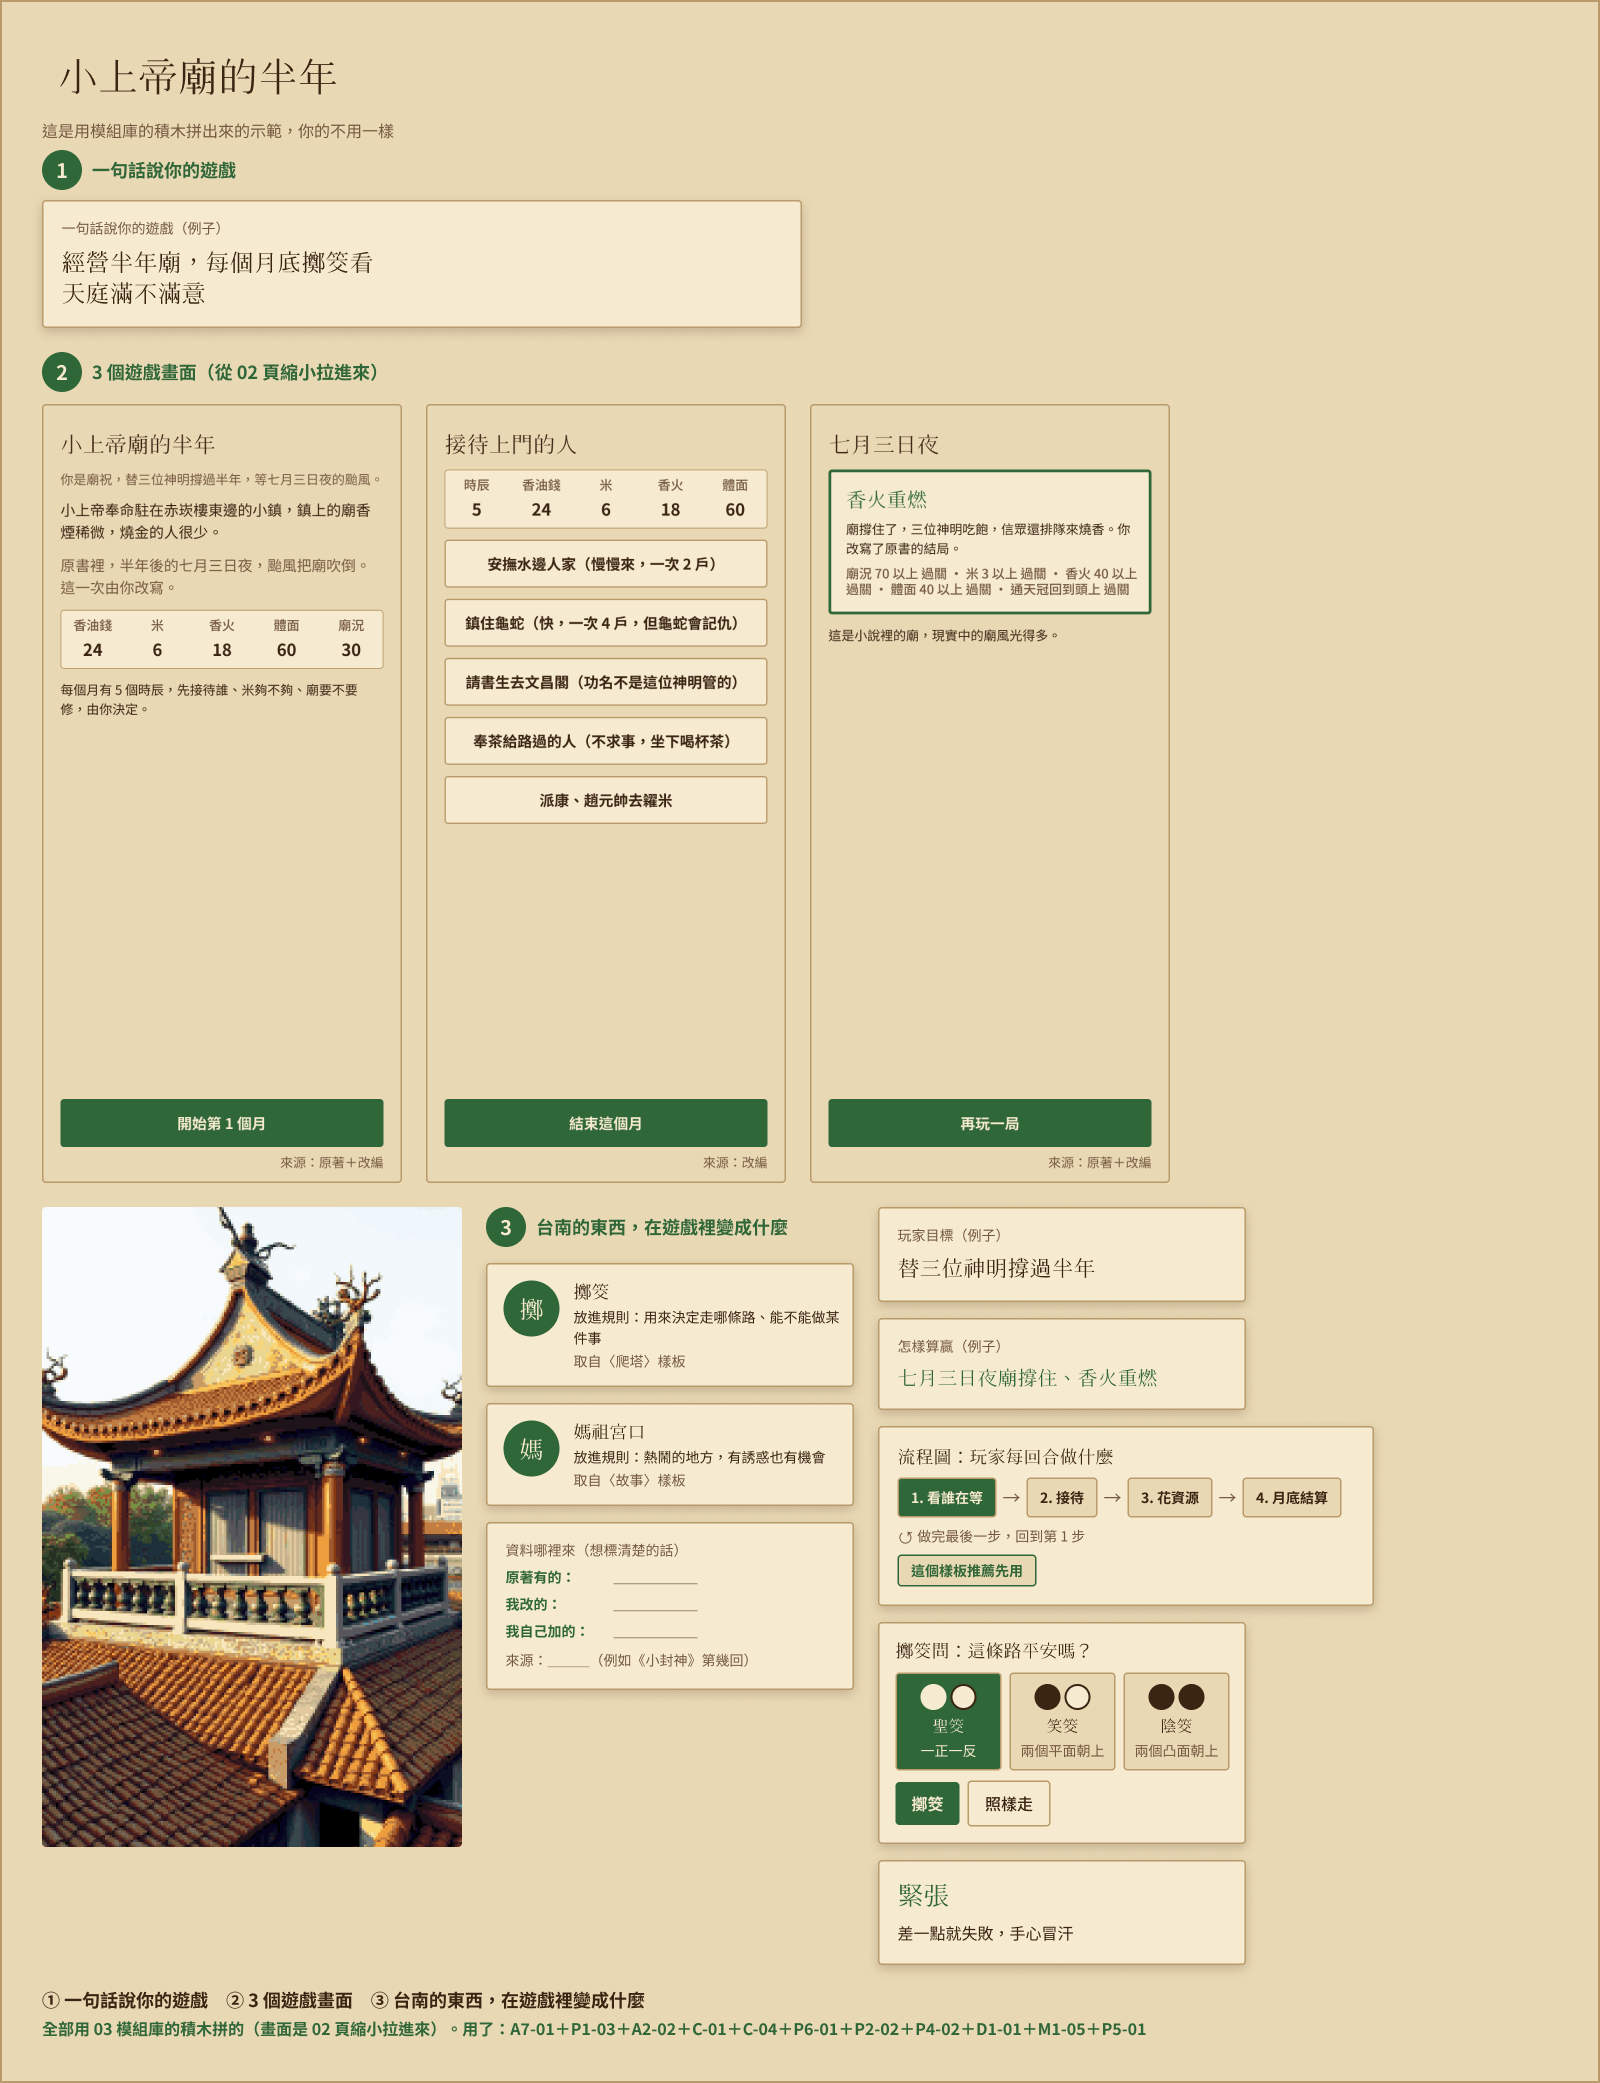 小上帝廟的半年
這是用模組庫的積木拼出來的示範，你的不用一樣
1 一句話說你的遊戲
一句話說你的遊戲（例子）
經營半年廟，每個月底擲筊看
天庭滿不滿意
2 3 個遊戲畫面（從 02 頁縮小拉進來）
小上帝廟的半年
你是廟祝，替三位神明撐過半年，等七月三日夜的颱風。
小上帝奉命駐在赤崁樓東邊的小鎮，鎮上的廟香
煙稀微，燒金的人很少。
原書裡，半年後的七月三日夜，颱風把廟吹倒。
這一次由你改寫。
香油錢 米 香火 體面 廟況
24 6 18 60 30
每個月有 5 個時辰，先接待誰、米夠不夠、廟要不要
修，由你決定。
開始第 1 個月
來源：原著＋改編
接待上門的人
時辰 香油錢 米 香火 體面
5 24 6 18 60
安撫水邊人家（慢慢來，一次 2 戶）
鎮住龜蛇（快，一次 4 戶，但龜蛇會記仇）
請書生去文昌閣（功名不是這位神明管的）
奉茶給路過的人（不求事，坐下喝杯茶）
派康、趙元帥去糴米
結束這個月
來源：改編
七月三日夜
香火重燃
廟撐住了，三位神明吃飽，信眾還排隊來燒香。你
改寫了原書的結局。
廟況 70 以上 過關 · 米 3 以上 過關 · 香火 40 以上
過關 · 體面 40 以上 過關 · 通天冠回到頭上 過關
這是小說裡的廟，現實中的廟風光得多。
再玩一局
來源：原著＋改編
3 台南的東西，在遊戲裡變成什麼
擲
擲筊
放進規則：用來決定走哪條路、能不能做某
件事
取自〈爬塔〉樣板
媽
媽祖宮口
放進規則：熱鬧的地方，有誘惑也有機會
取自〈故事〉樣板
資料哪裡來（想標清楚的話）
原著有的： ____________
我改的： ____________
我自己加的： ____________
來源：______（例如《小封神》第幾回）
玩家目標（例子）
替三位神明撐過半年
怎樣算贏（例子）
七月三日夜廟撐住、香火重燃
流程圖：玩家每回合做什麼
1. 看誰在等 → 2. 接待 → 3. 花資源 → 4. 月底結算
↺ 做完最後一步，回到第 1 步
這個樣板推薦先用
擲筊問：這條路平安嗎？
聖筊 笑筊 陰筊
一正一反 兩個平面朝上 兩個凸面朝上
擲筊 照樣走
緊張
差一點就失敗，手心冒汗
① 一句話說你的遊戲 ② 3 個遊戲畫面 ③ 台南的東西，在遊戲裡變成什麼
全部用 03 模組庫的積木拼的（畫面是 02 頁縮小拉進來）。用了：A7-01＋P1-03＋A2-02＋C-01＋C-04＋P6-01＋P2-02＋P4-02＋D1-01＋M1-05＋P5-01